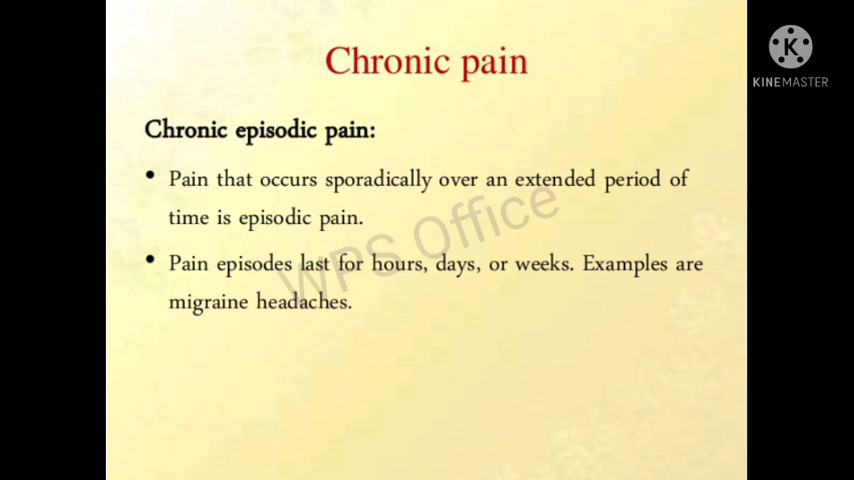 Chronic pain
K
KINEMASTER
Chronic episodic pain:
• Pain that occurs sporadically over an extended period of
time is episodic pain.
• Pain episodes last for hours, days, or weeks. Examples are
migraine headaches.
WPS Office